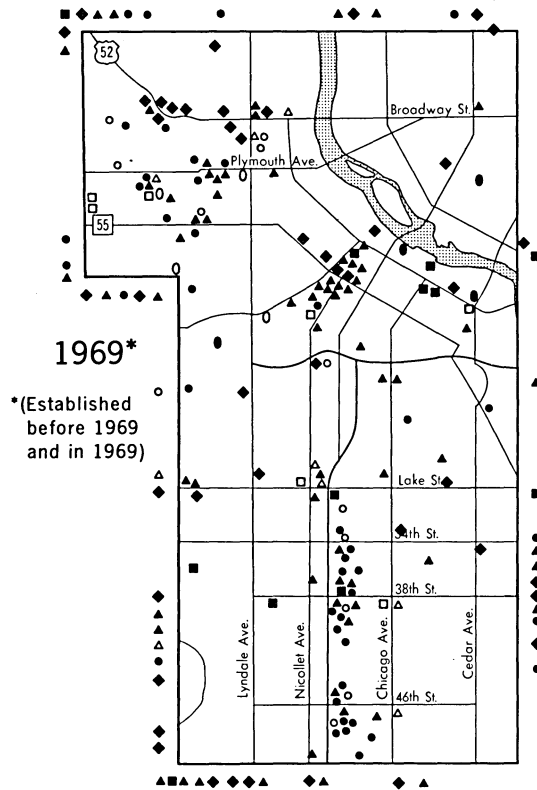 52
Broadway St.
Plymouth Ave.
55
1969*
*(Established
before 1969
and in 1969)
Lake St.
34th St.
38th St.
Lyndale Ave.
Nicollet Ave.
Chicago Ave.
Cedar Ave.
46th St.